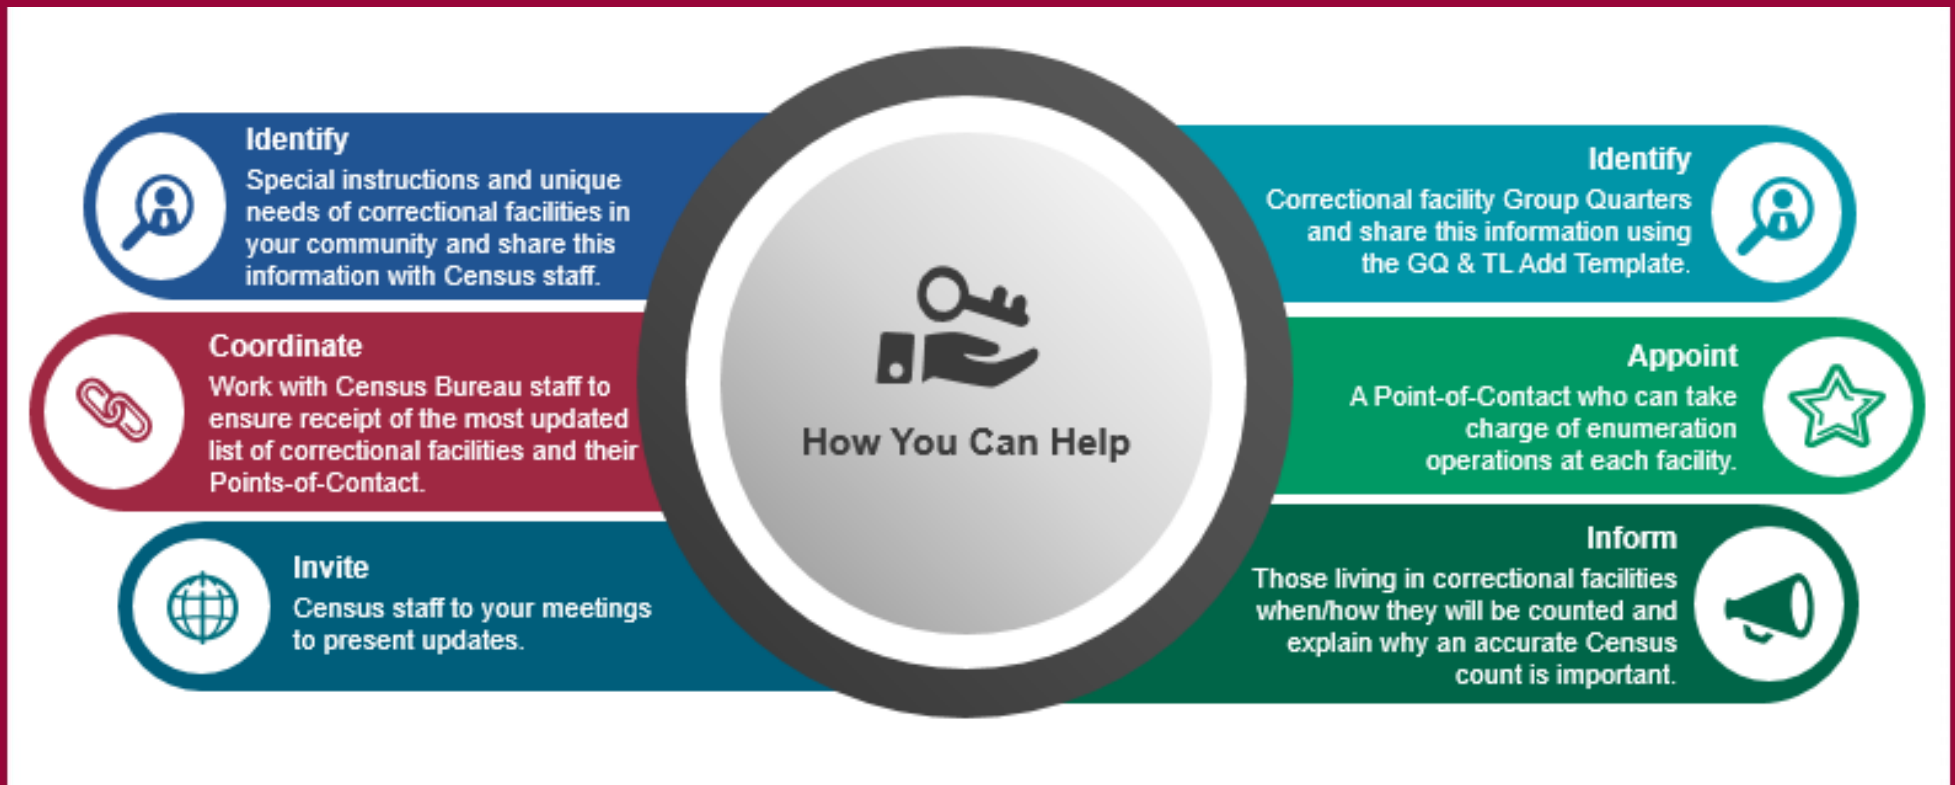 Identify
Special instructions and unique
needs of correctional facilities in
your community and share this
information with Census staff.
Coordinate
Work with Census Bureau staff to
ensure receipt of the most updated
list of correctional facilities and their
Points-of-Contact.
Invite
Census staff to your meetings
to present updates.
How You Can Help
Identify
Correctional facility Group Quarters
and share this information using
the GQ & TL Add Template.
Appoint
A Point-of-Contact who can take
charge of enumeration
operations at each facility.
Inform
Those living in correctional facilities
when/how they will be counted and
explain why an accurate Census
count is important.